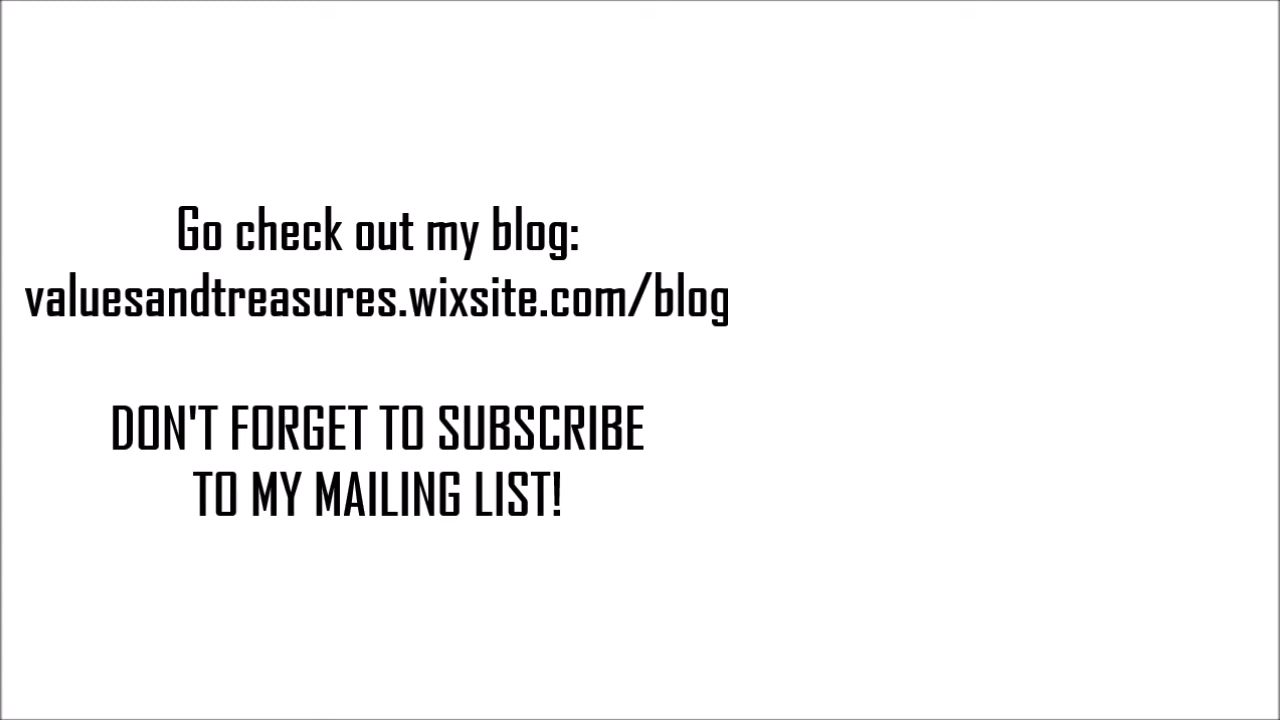 Go check out my blog:
valuesandtreasures.wixsite.com/blog
DON'T FORGET TO SUBSCRIBE
TO MY MAILING LIST!